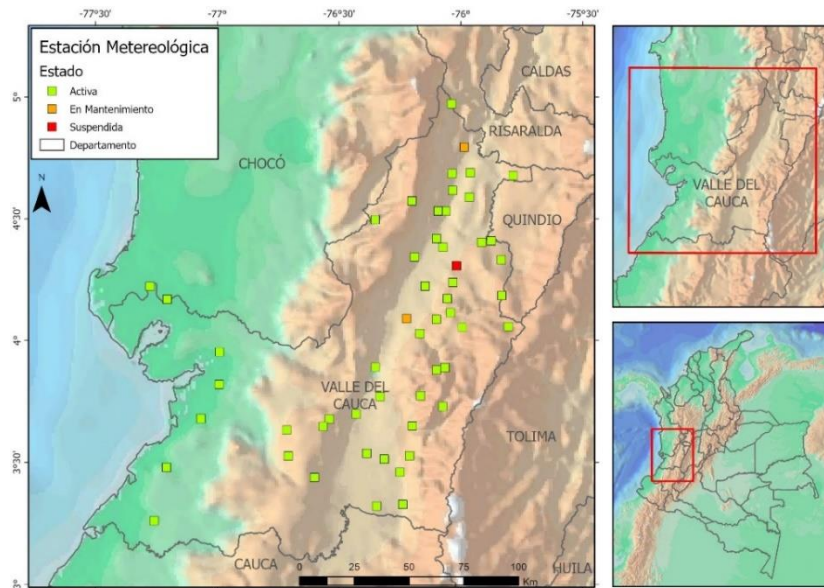 -77°30'
-77°
-76°30'
-76°
-75°30'
Estación Metereológica
Estado
Activa
En Mantenimiento
Suspendida
Departamento
5°
4°30'
4°
3°30'
3°
N
CALDAS
RISARALDA
CHOCÓ
QUINDIO
VALLE DEL
CAUCA
TOLIMA
CAUCA
HUILA
0
25
50
75
100
Km
VALLE DEL
CAUCA